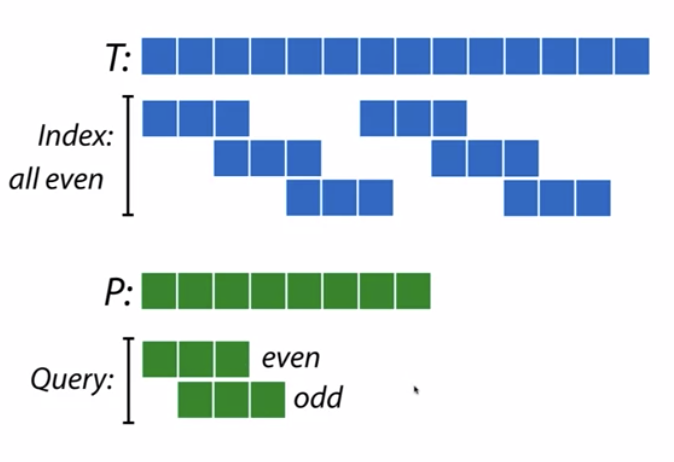 T:
Index:
all even
P:
Query:
even
odd